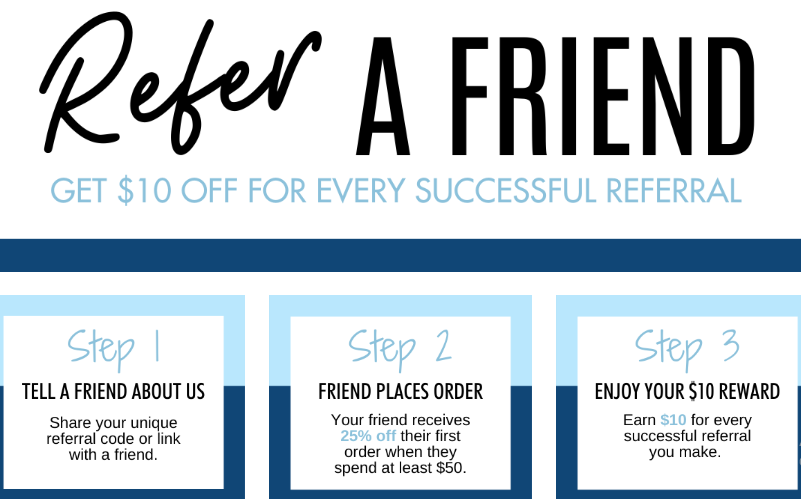 Refer A FRIEND
GET $10 OFF FOR EVERY SUCCESSFUL REFERRAL
Step 1
TELL A FRIEND ABOUT US
Share your unique
referral code or link
with a friend.
Step 2
FRIEND PLACES ORDER
Your friend receives
25% off their first
order when they
spend at least $50.
Step 3
ENJOY YOUR $10 REWARD
Earn $10 for every
successful referral
you make.